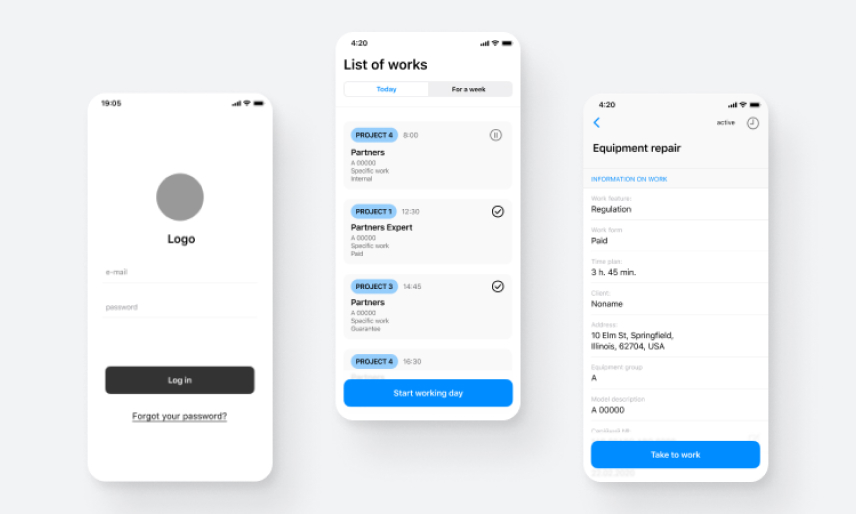 19:05
Logo
e-mail
password
Log in
Forgot your password?
4:20
List of works
Today
For a week
PROJECT 4
8:00
Partners
A 00000
Specific work
Internal
PROJECT 1
12:30
Partners Expert
A 00000
Specific work
Paid
PROJECT 3
14:45
Partners
A 00000
Specific work
Guarantee
PROJECT 4
16:30
Start working day
4:20
active
Equipment repair
INFORMATION ON WORK
Work feature:
Regulation
Work form
Paid
Time plan:
3 h. 45 min.
Client:
Noname
Address:
10 Elm St, Springfield,
Illinois, 62704, USA
Equipment group
A
Model description
A 00000
Take to work